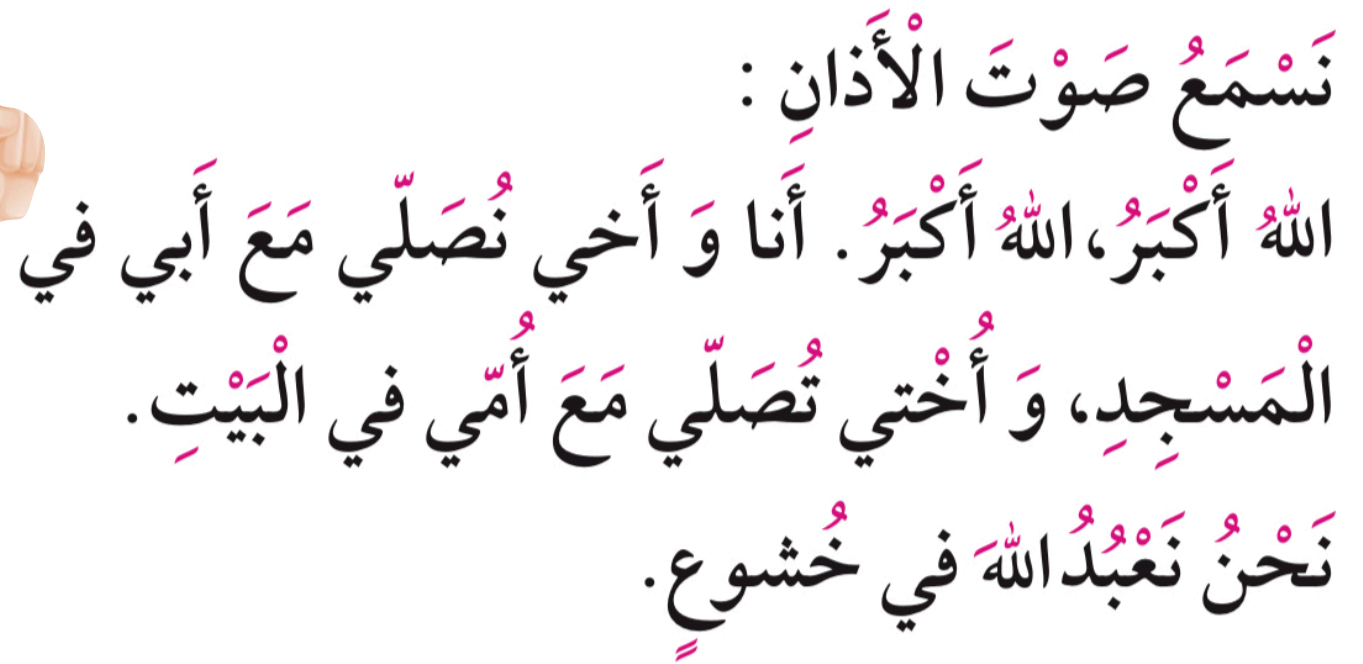 نَسْمَعُ صَوْتَ الْأَذانِ :
اللهُ أَكْبَرُ، اللهُ أَكْبَرُ. أَنا وَ أَخي نُصَلّي مَعَ أَبي في
الْمَسْجِدِ، وَ أُخْتي تُصَلّي مَعَ أُمّي في الْبَيْتِ.
نَحْنُ نَعْبُدُ اللهَ في خُشوعٍ.